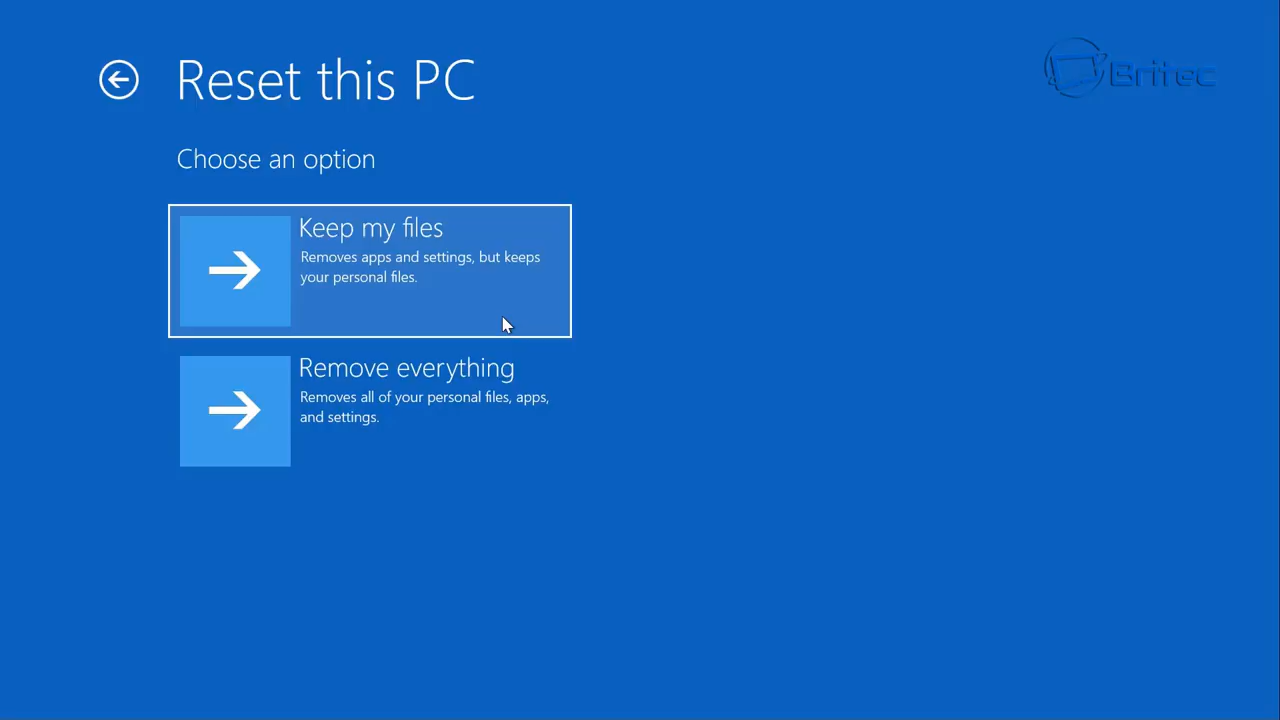 Reset this PC
Britec
Choose an option
Keep my files
Removes apps and settings, but keeps
your personal files.
Remove everything
Removes all of your personal files, apps,
and settings.